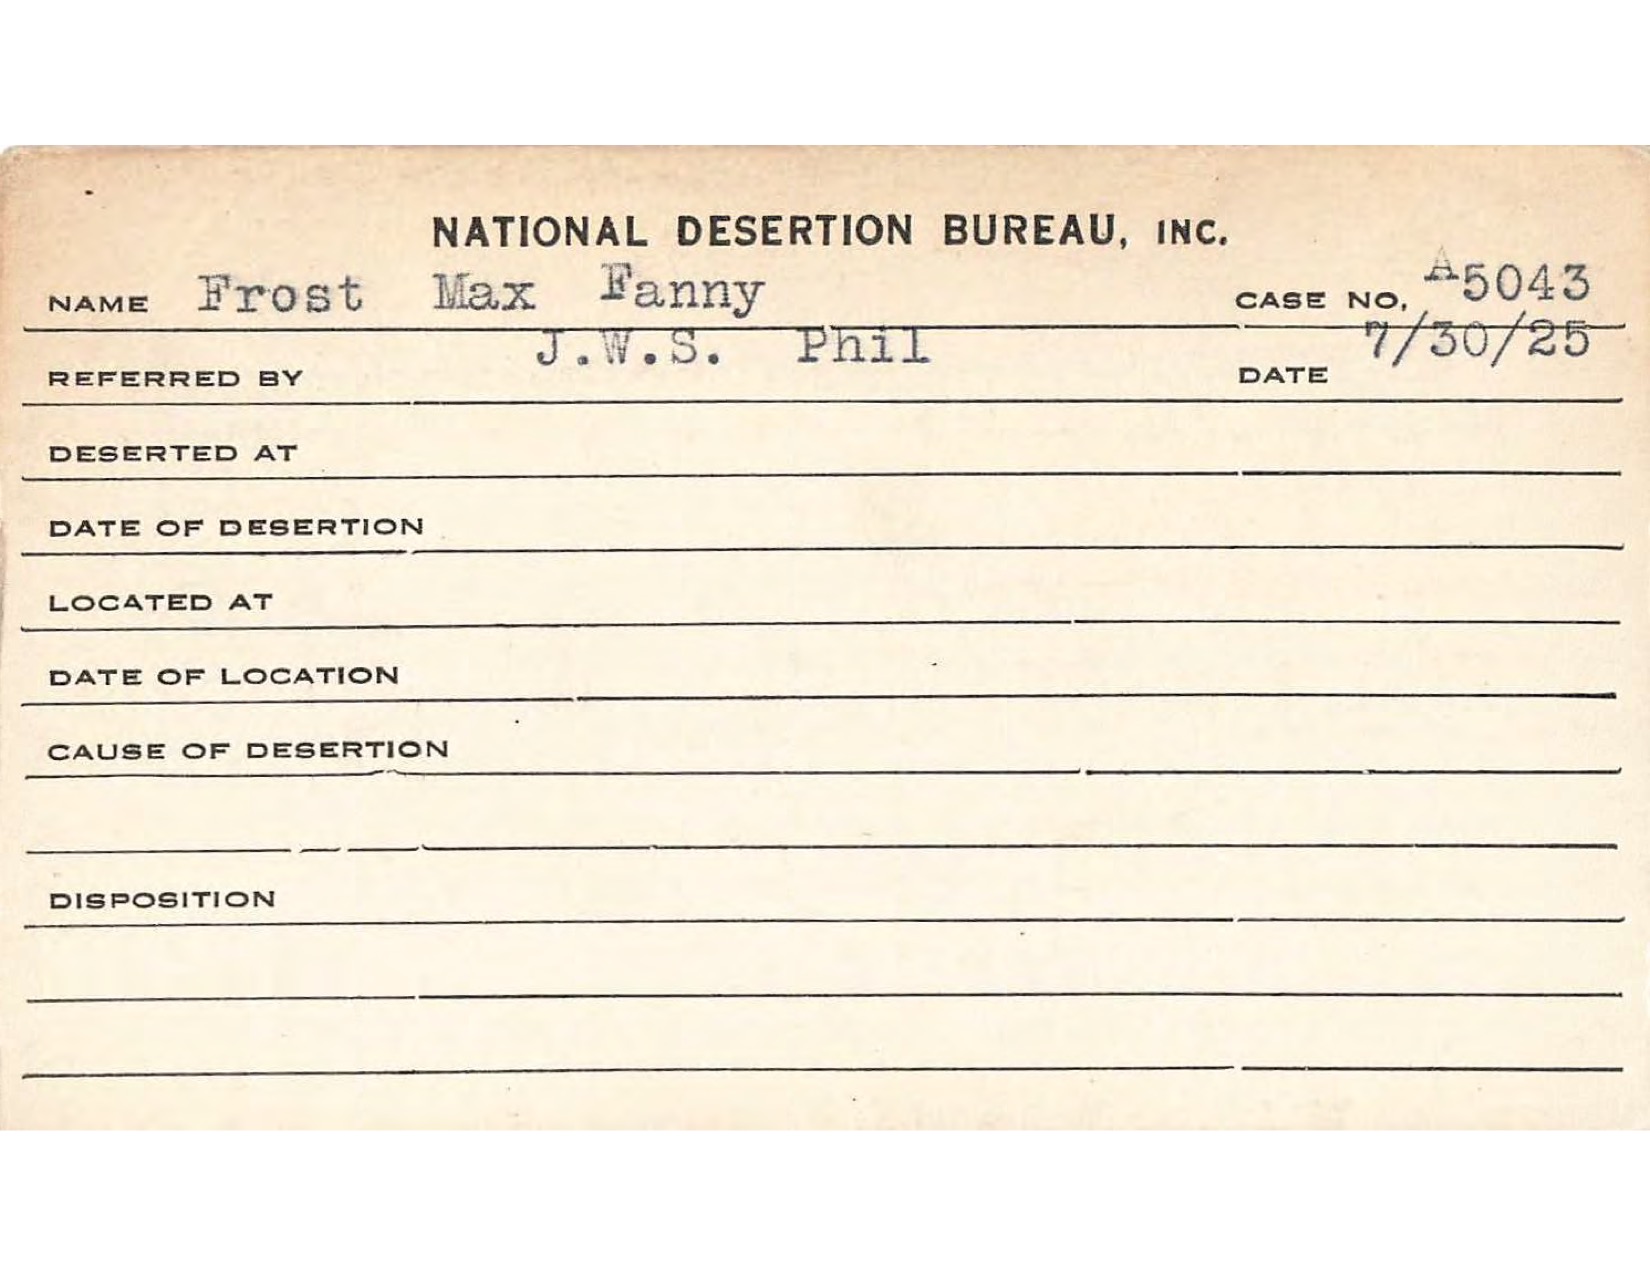 NATIONAL DESERTION BUREAU, INC.
NAME Frost Max Fanny CASE NO. A5043
REFERRED BY J.W.S. Phil DATE 7/30/25
DESERTED AT
DATE OF DESERTION
LOCATED AT
DATE OF LOCATION
CAUSE OF DESERTION
DISPOSITION